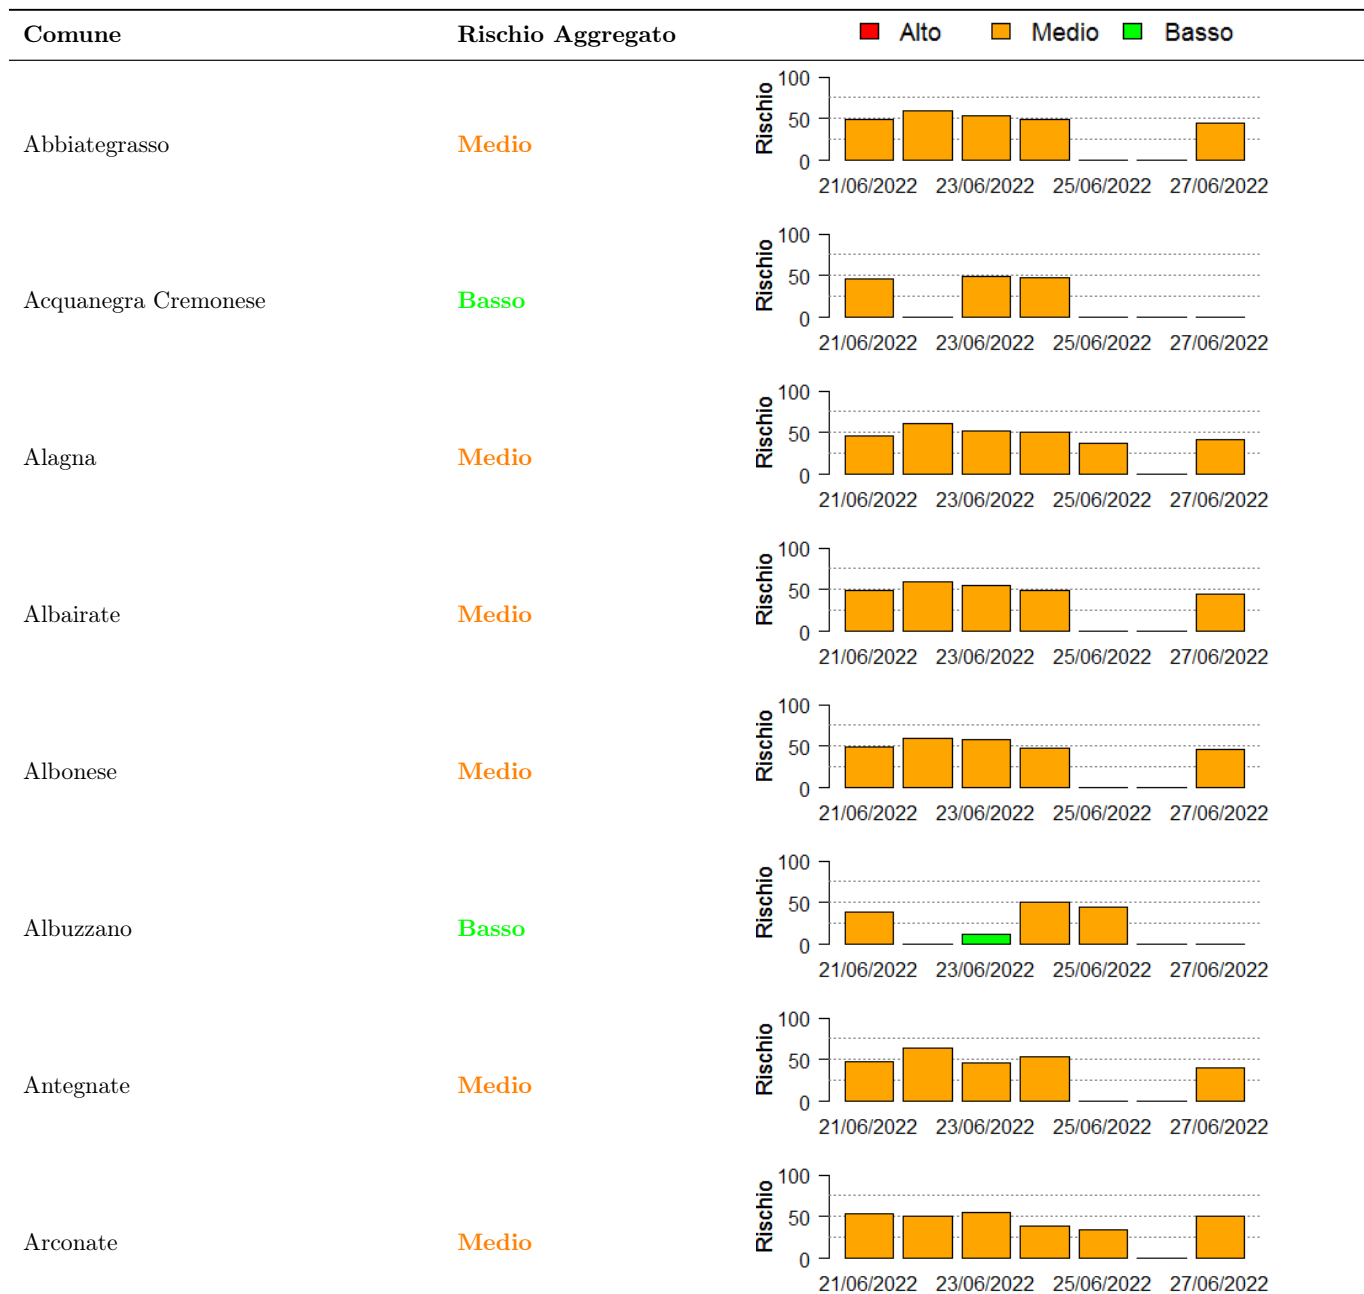 Comune Rischio Aggregato Alto Medio Basso
Abbiategrasso Medio
Rischio
100
50
0
21/06/2022 23/06/2022 25/06/2022 27/06/2022
Acquanegra Cremonese Basso
Rischio
100
50
0
21/06/2022 23/06/2022 25/06/2022 27/06/2022
Alagna Medio
Rischio
100
50
0
21/06/2022 23/06/2022 25/06/2022 27/06/2022
Albairate Medio
Rischio
100
50
0
21/06/2022 23/06/2022 25/06/2022 27/06/2022
Albonese Medio
Rischio
100
50
0
21/06/2022 23/06/2022 25/06/2022 27/06/2022
Albuzzano Basso
Rischio
100
50
0
21/06/2022 23/06/2022 25/06/2022 27/06/2022
Antegnate Medio
Rischio
100
50
0
21/06/2022 23/06/2022 25/06/2022 27/06/2022
Arconate Medio
Rischio
100
50
0
21/06/2022 23/06/2022 25/06/2022 27/06/2022